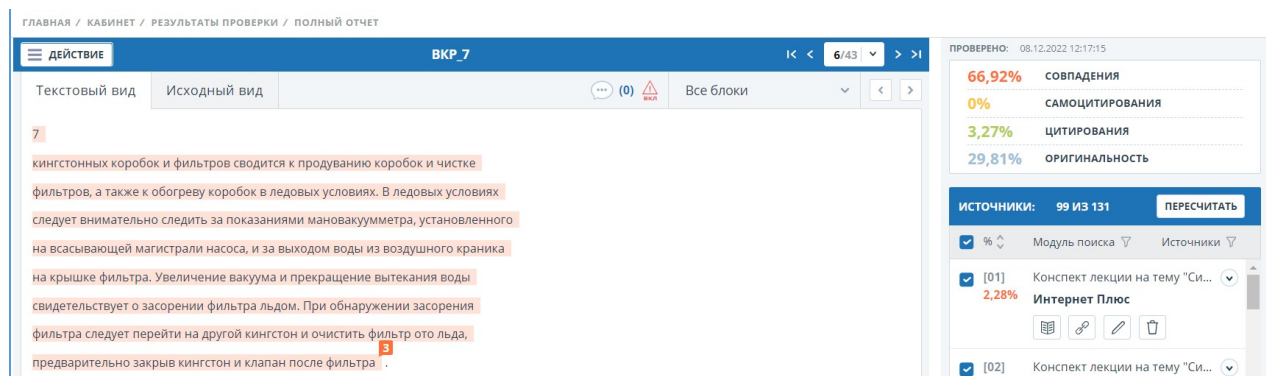 ГЛАВНАЯ / КАБИНЕТ / РЕЗУЛЬТАТЫ ПРОВЕРКИ / ПОЛНЫЙ ОТЧЕТ
ДЕЙСТВИЕ
ВКР_7
6/43
Текстовый вид
Исходный вид
(0)
вкл
Все блоки
7
кингстонных коробок и фильтров сводится к продуванию коробок и чистке
фильтров, а также к обогреву коробок в ледовых условиях. В ледовых условиях
следует внимательно следить за показаниями мановакуумметра, установленного
на всасывающей магистрали насоса, и за выходом воды из воздушного краника
на крышке фильтра. Увеличение вакуума и прекращение вытекания воды
свидетельствует о засорении фильтра льдом. При обнаружении засорения
фильтра следует перейти на другой кингстон и очистить фильтр ото льда,
3
предварительно закрыв кингстон и клапан после фильтра .
ПРОВЕРЕНО: 08.12.2022 12:17:15
66,92% СОВПАДЕНИЯ
0% САМОЦИТИРОВАНИЯ
3,27% ЦИТИРОВАНИЯ
29,81% ОРИГИНАЛЬНОСТЬ
ИСТОЧНИКИ: 99 ИЗ 131 ПЕРЕСЧИТАТЬ
% Модуль поиска Источники
[01] Конспект лекции на тему "Си...
2,28% Интернет Плюс
[02] Конспект лекции на тему "Си...